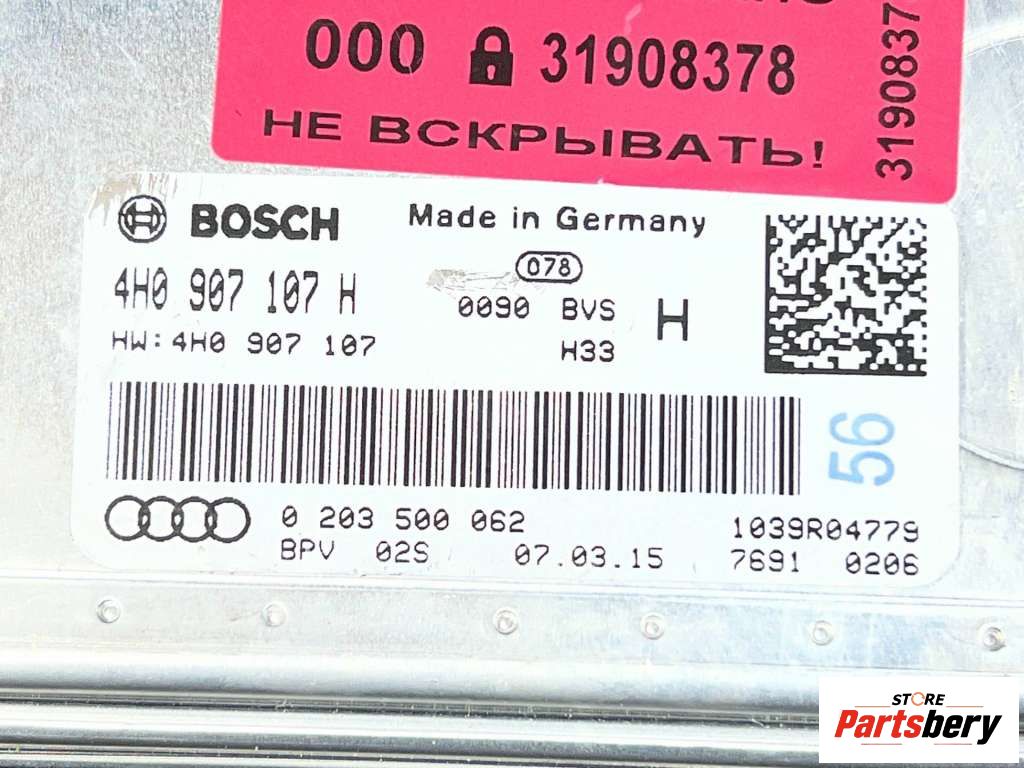 000 31908378
НЕ ВСКРЫВАТЬ!
3190837
BOSCH Made in Germany
078
4H0 907 107 H
0090 BVS H
HW: 4H0 907 107
H33
56
0 203 500 062 1039R04779
BPV 02S 07.03.15 7691 0206
STORE
Partsbery